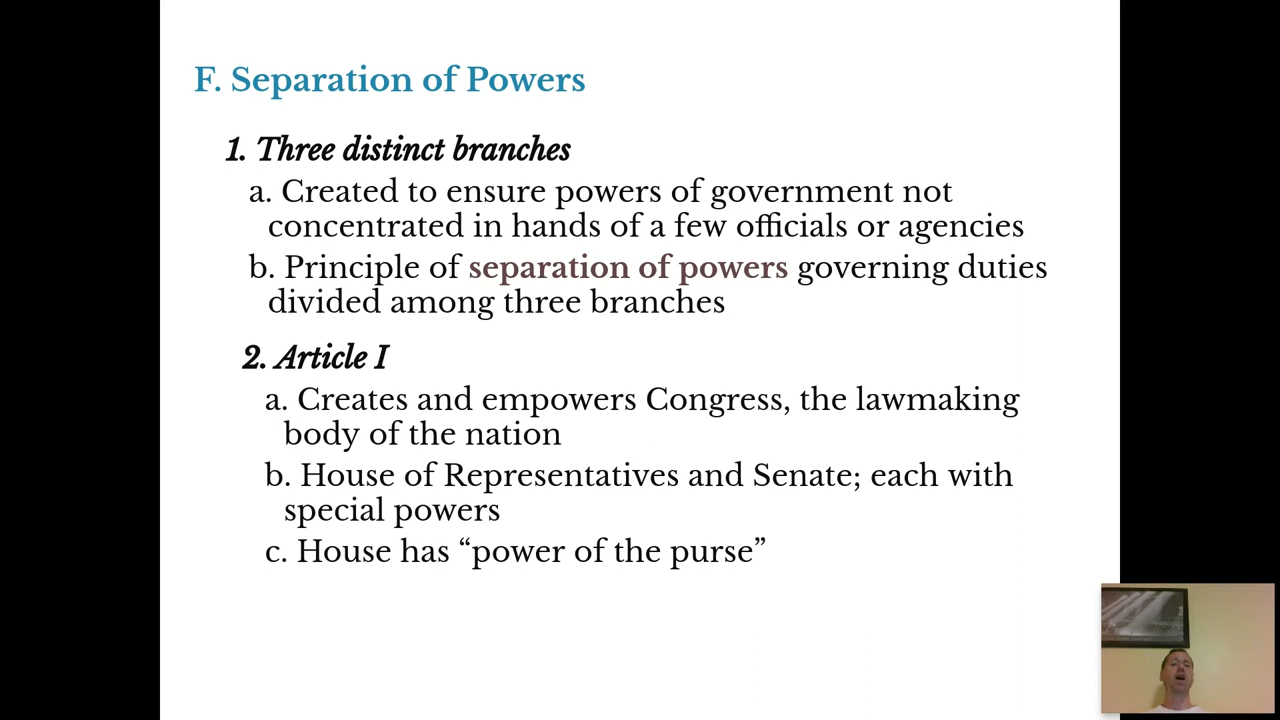 F. Separation of Powers
1. Three distinct branches
a. Created to ensure powers of government not
concentrated in hands of a few officials or agencies
b. Principle of separation of powers governing duties
divided among three branches
2. Article I
a. Creates and empowers Congress, the lawmaking
body of the nation
b. House of Representatives and Senate; each with
special powers
c. House has “power of the purse”